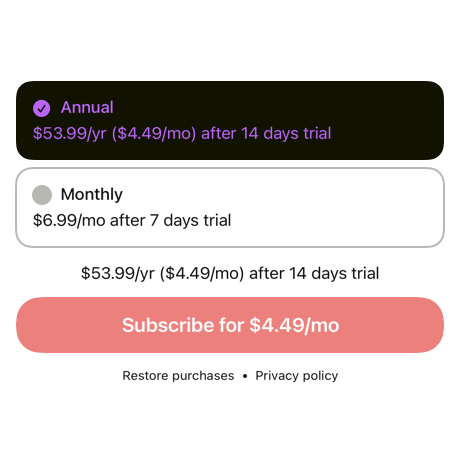 Annual
$53.99/yr ($4.49/mo) after 14 days trial
Monthly
$6.99/mo after 7 days trial
$53.99/yr ($4.49/mo) after 14 days trial
Subscribe for $4.49/mo
Restore purchases • Privacy policy